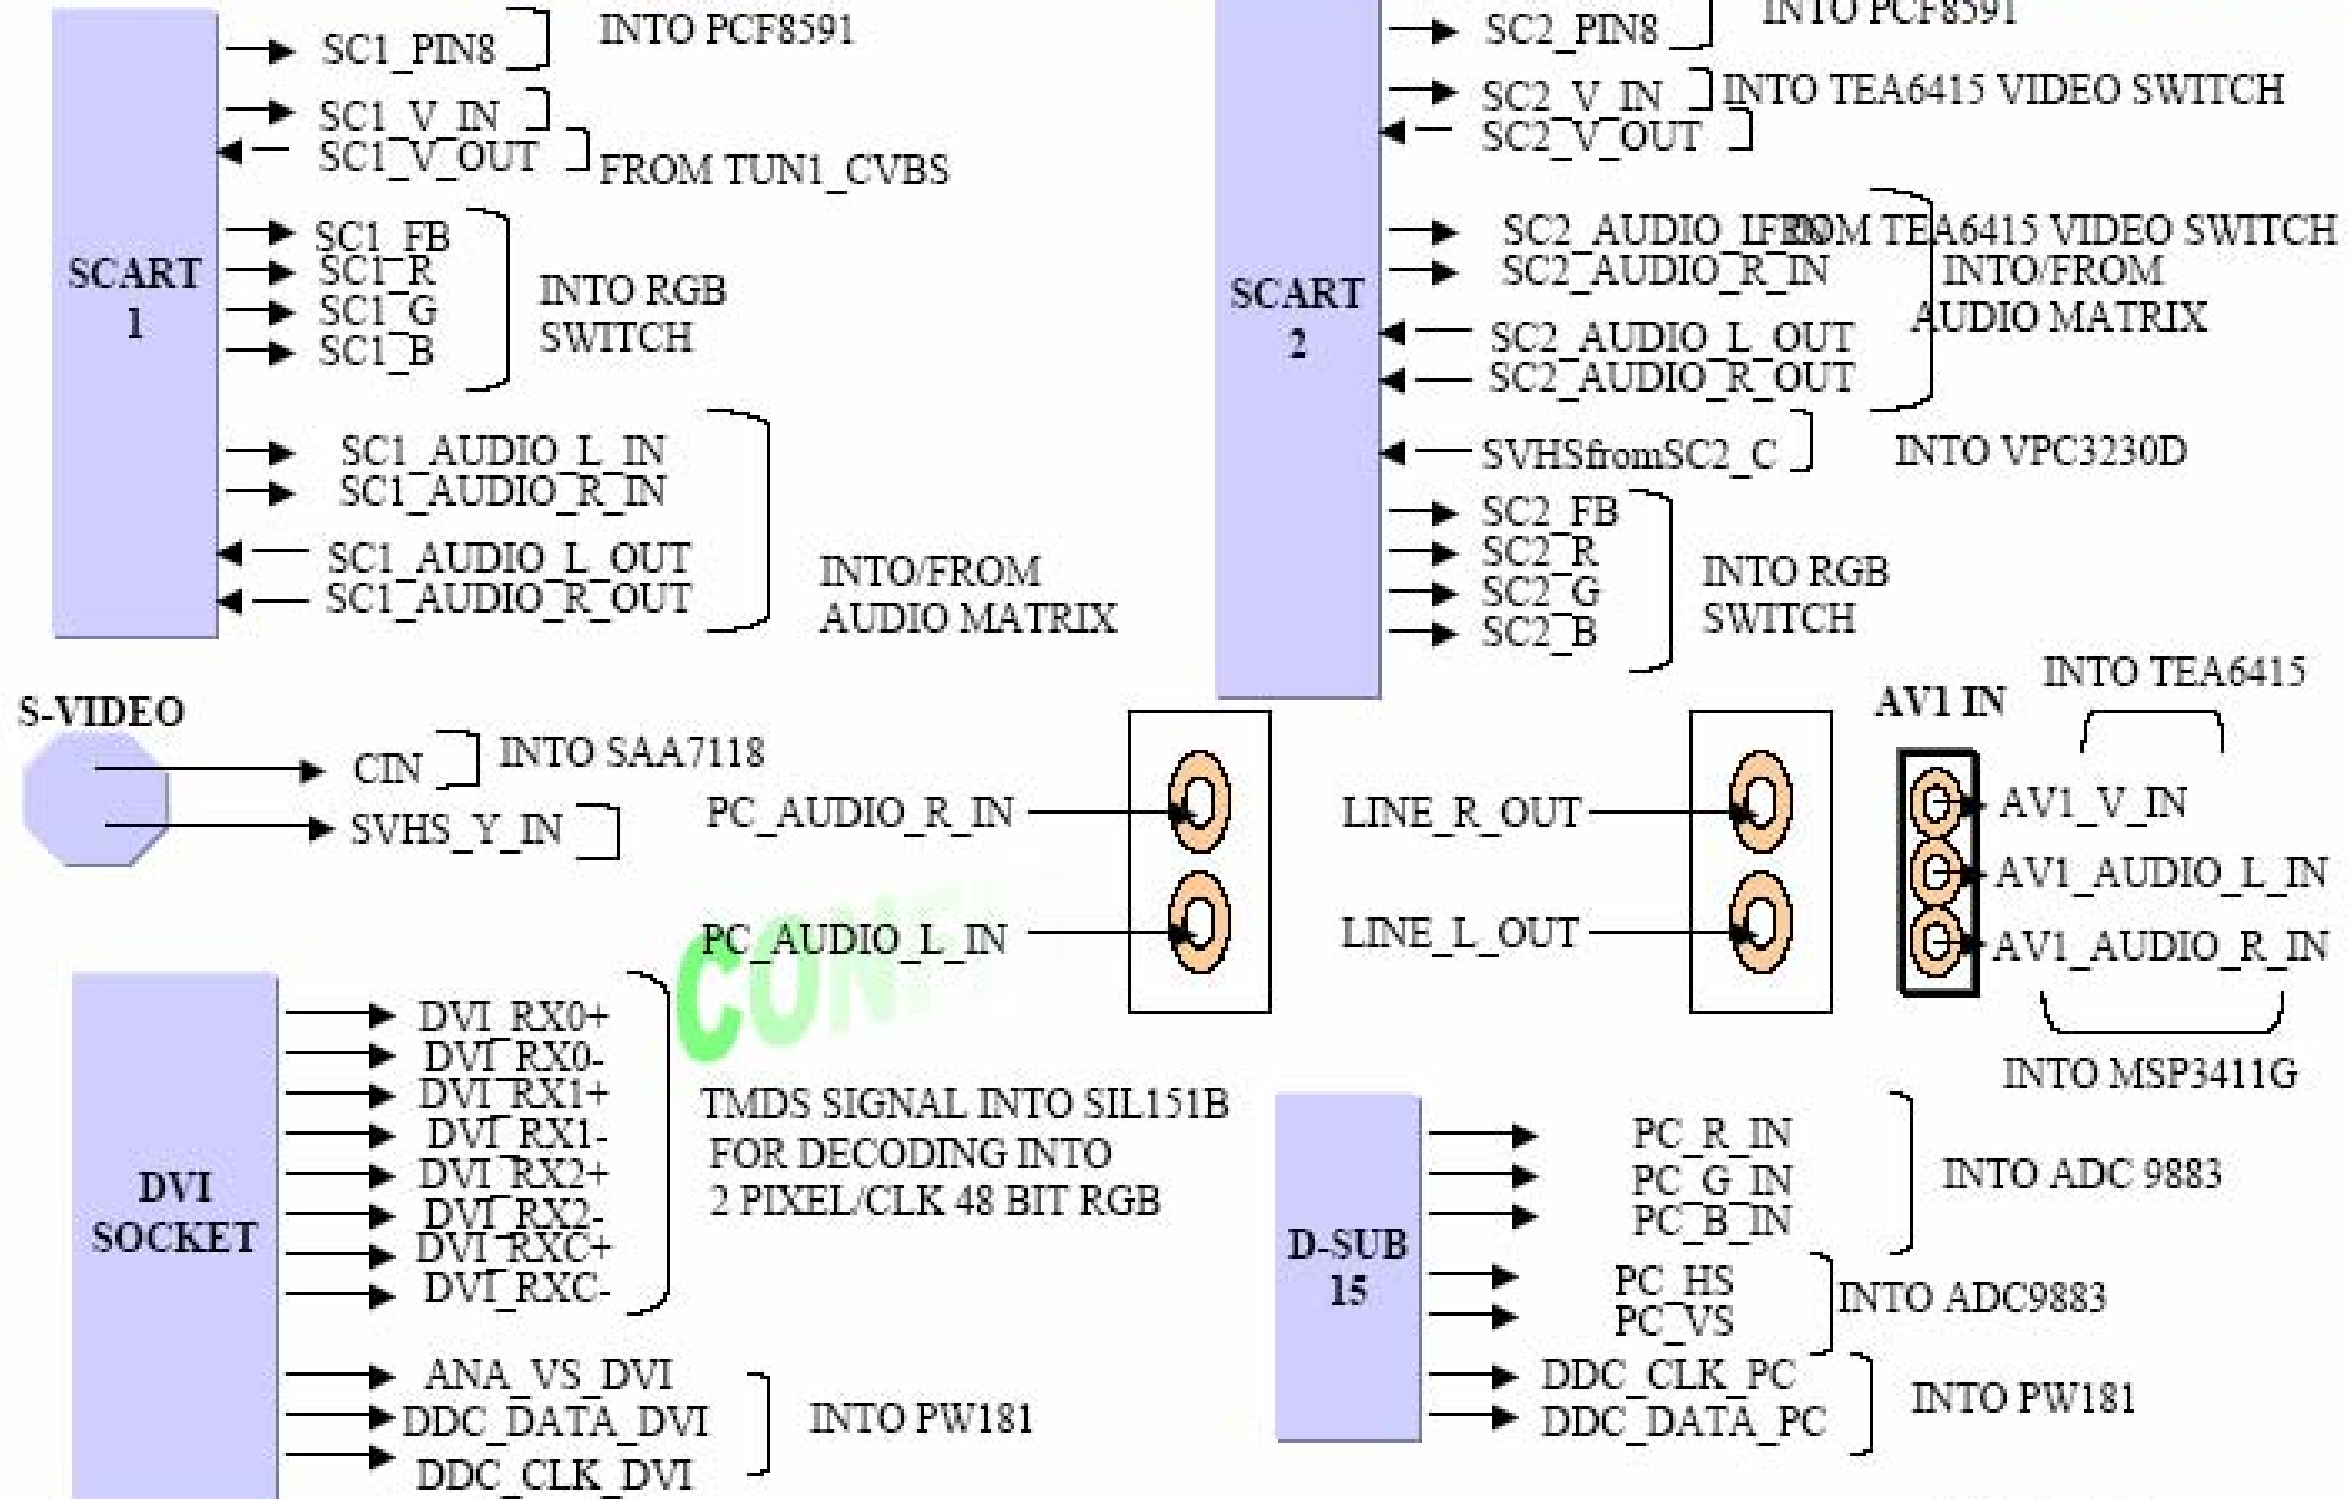 SC1_PIN8
INTO PCF8591
SC1_V_IN
SC1_V_OUT
FROM TUN1_CVBS
SCART
1
SC1_FB
SC1_R
SC1_G
SC1_B
INTO RGB
SWITCH
SC1_AUDIO_L_IN
SC1_AUDIO_R_IN
SC1_AUDIO_L_OUT
SC1_AUDIO_R_OUT
INTO/FROM
AUDIO MATRIX
INTO PCF8591
SC2_PIN8
SC2_V_IN
INTO TEA6415 VIDEO SWITCH
SC2_V_OUT
SCART
2
SC2_AUDIO_L_IN
FROM TEA6415 VIDEO SWITCH
SC2_AUDIO_R_IN
INTO/FROM
AUDIO MATRIX
SC2_AUDIO_L_OUT
SC2_AUDIO_R_OUT
SVHSfromSC2_C
INTO VPC3230D
SC2_FB
SC2_R
SC2_G
SC2_B
INTO RGB
SWITCH
S-VIDEO
CIN
INTO SAA7118
SVHS_Y_IN
PC_AUDIO_R_IN
PC_AUDIO_L_IN
LINE_R_OUT
LINE_L_OUT
AV1 IN
INTO TEA6415
AV1_V_IN
AV1_AUDIO_L_IN
AV1_AUDIO_R_IN
INTO MSP3411G
CONF
DVI
SOCKET
DVI_RX0+
DVI_RX0-
DVI_RX1+
DVI_RX1-
DVI_RX2+
DVI_RX2-
DVI_RXC+
DVI_RXC-
TMDS SIGNAL INTO SIL151B
FOR DECODING INTO
2 PIXEL/CLK 48 BIT RGB
ANA_VS_DVI
DDC_DATA_DVI
DDC_CLK_DVI
INTO PW181
D-SUB
15
PC_R_IN
PC_G_IN
PC_B_IN
INTO ADC 9883
PC_HS
PC_VS
INTO ADC9883
DDC_CLK_PC
DDC_DATA_PC
INTO PW181